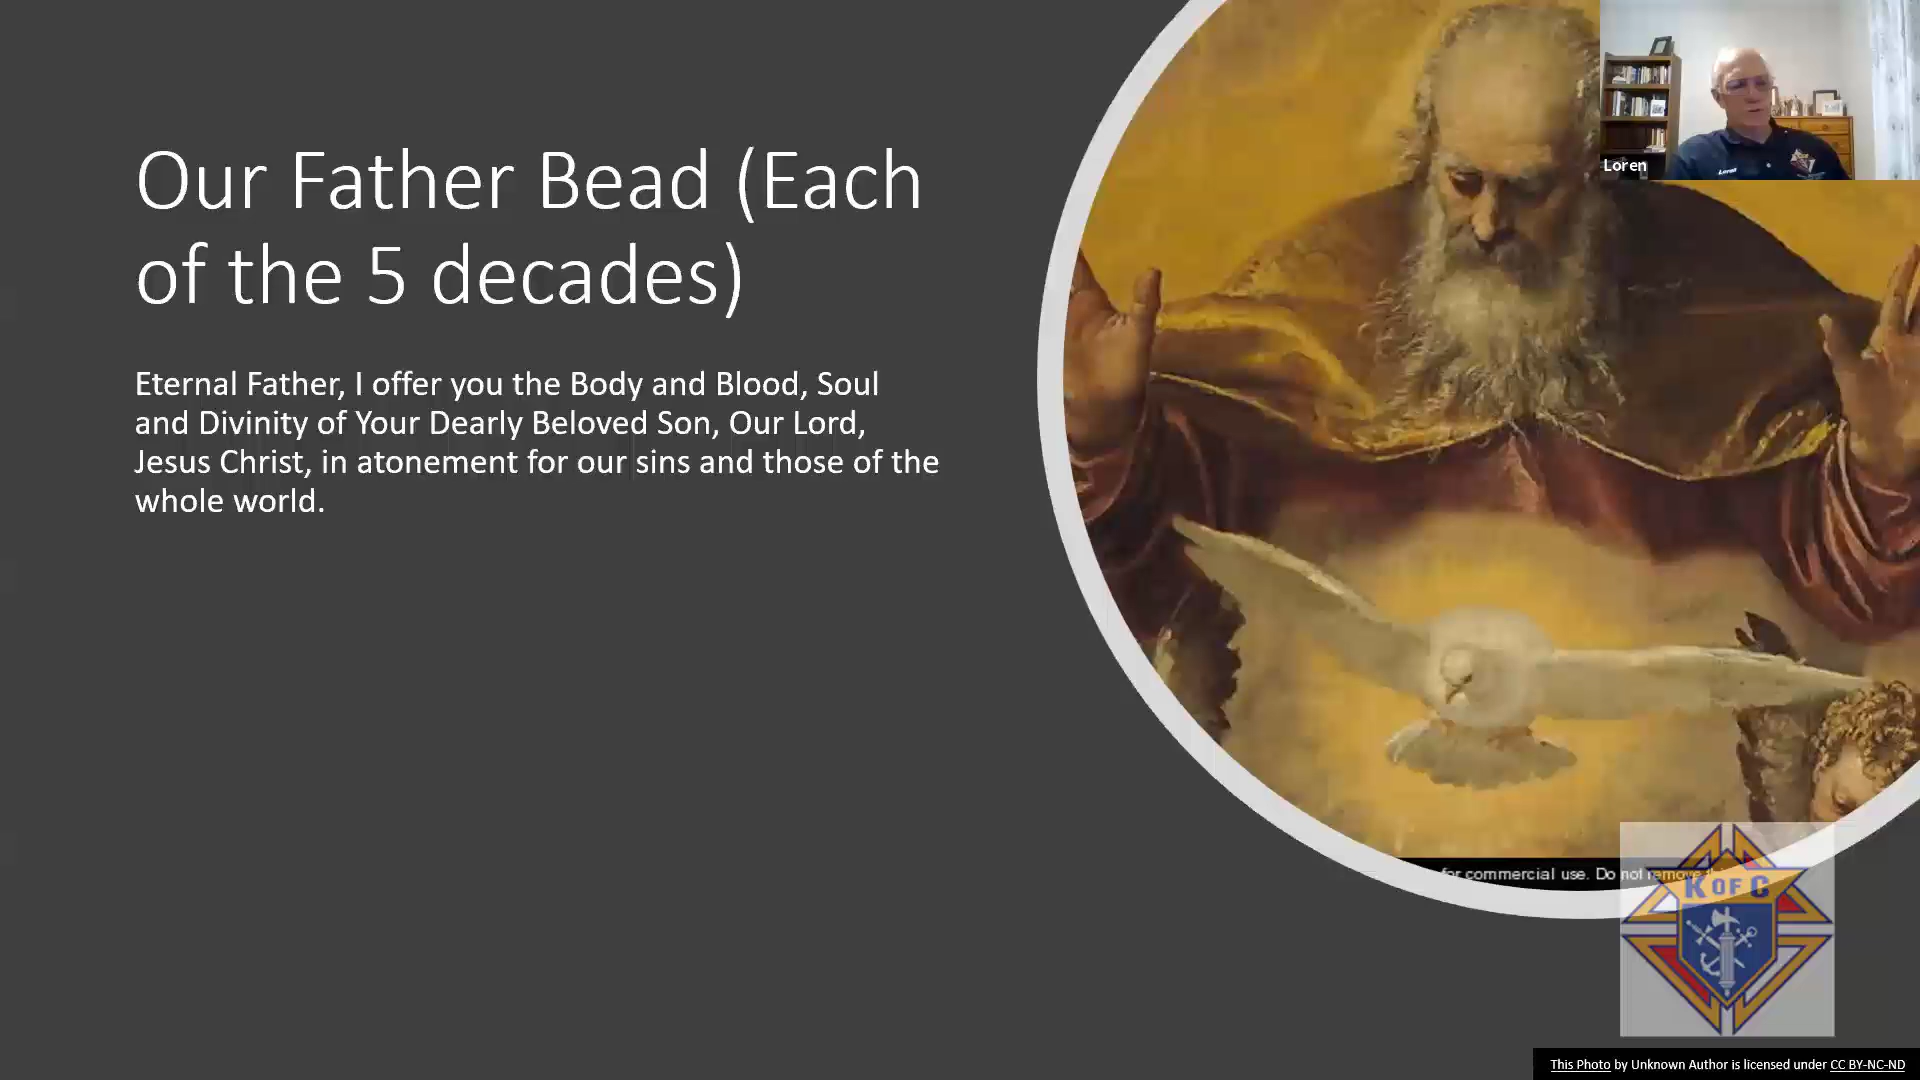 Our Father Bead (Each
of the 5 decades)
Eternal Father, I offer you the Body and Blood, Soul
and Divinity of Your Dearly Beloved Son, Our Lord,
Jesus Christ, in atonement for our sins and those of the
whole world.
Loren
Loren
for commercial use. Do not remove
K OF C
This Photo by Unknown Author is licensed under CC BY-NC-ND